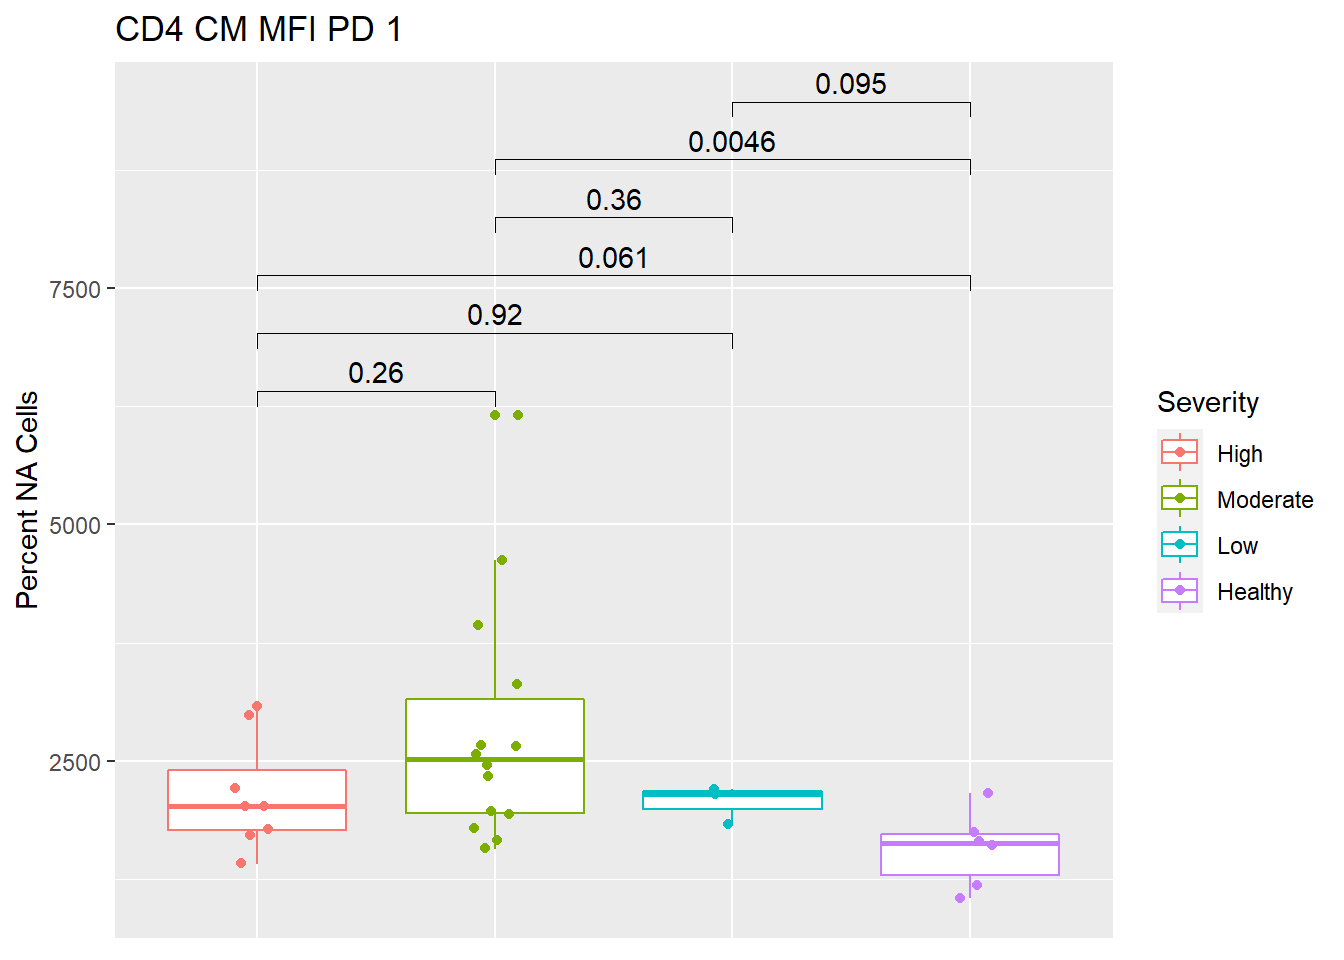 CD4 CM MFI PD 1
0.095
0.0046
0.36
0.061
0.92
0.26
7500
5000
2500
Percent NA Cells
Severity
High
Moderate
Low
Healthy